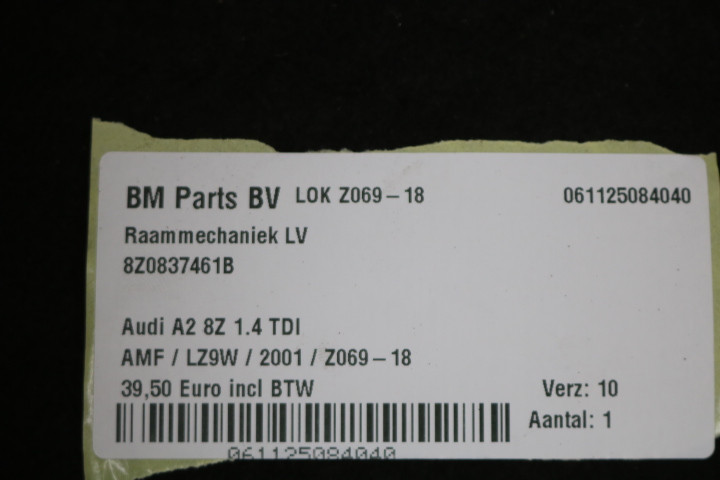 BM Parts BV LOK Z069-18 061125084040
Raammechaniek LV
8Z0837461B
Audi A2 8Z 1.4 TDI
AMF / LZ9W / 2001 / Z069-18
39,50 Euro incl BTW Verz: 10
Aantal: 1
061125084040